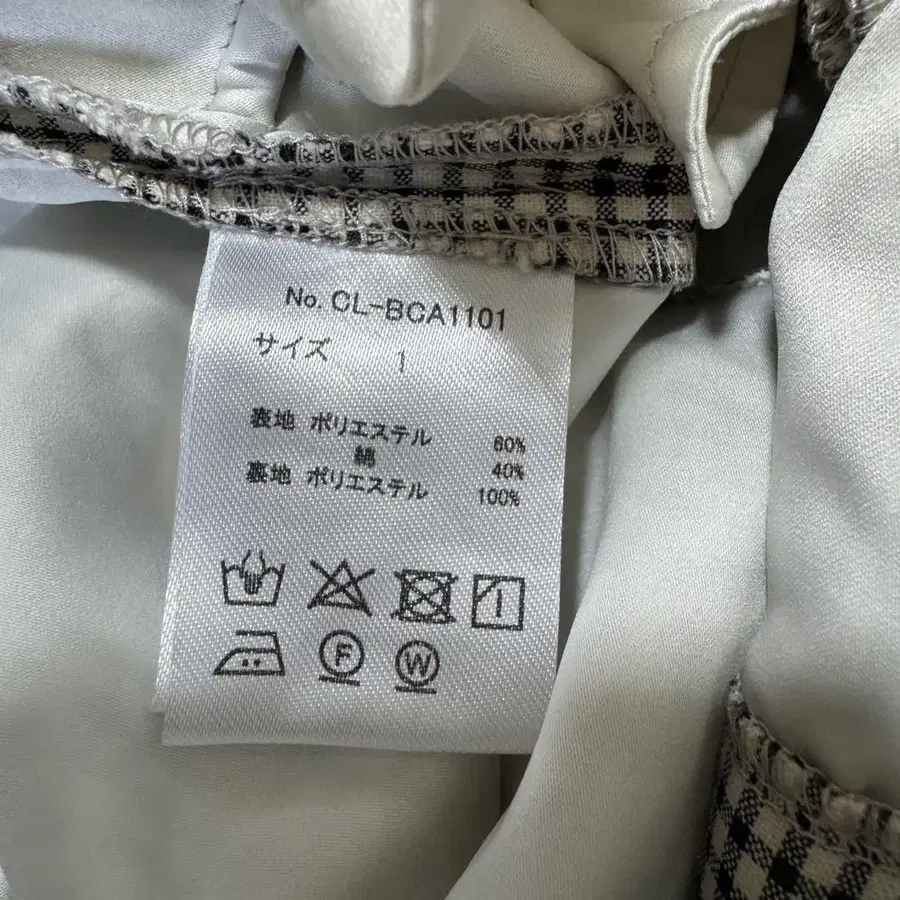 No. CL-BCA1101
サイズ 1
表地 ポリエステル 60%
綿 40%
裏地 ポリエステル 100%
F W